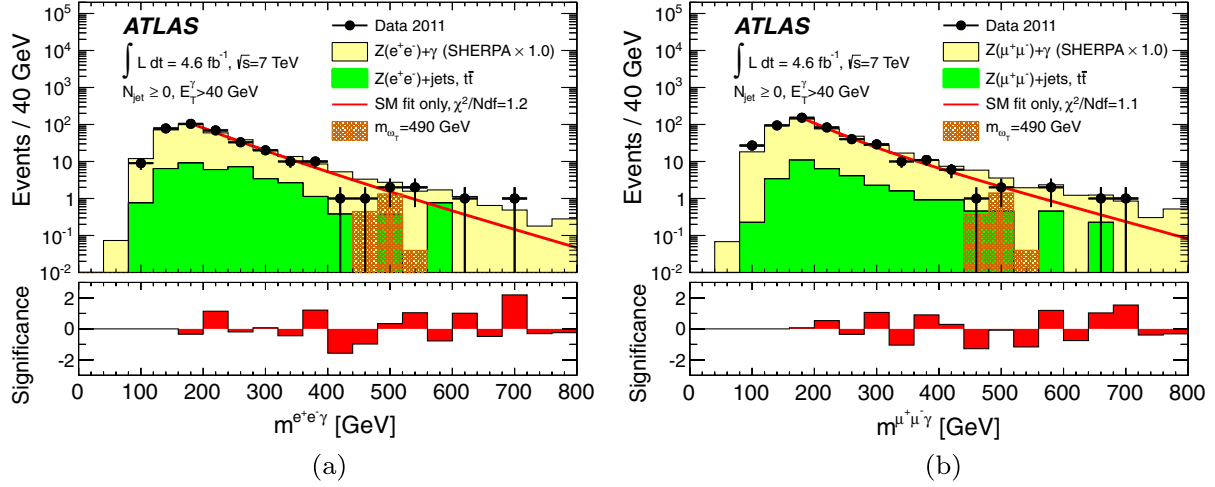 ATLAS
∫ L dt = 4.6 fb⁻¹, √s=7 TeV
N_jet ≥ 0, E_T^γ>40 GeV
Data 2011
Z(e⁺e⁻)+γ (SHERPA × 1.0)
Z(e⁺e⁻)+jets, tt̄
SM fit only, χ²/Ndf=1.2
m_ω_T=490 GeV
Events / 40 GeV
10⁵
10⁴
10³
10²
10
1
10⁻¹
10⁻²
Significance
2
0
-2
0 100 200 300 400 500 600 700 800
m^e⁺e⁻γ [GeV]
(a)
ATLAS
∫ L dt = 4.6 fb⁻¹, √s=7 TeV
N_jet ≥ 0, E_T^γ>40 GeV
Data 2011
Z(μ⁺μ⁻)+γ (SHERPA × 1.0)
Z(μ⁺μ⁻)+jets, tt̄
SM fit only, χ²/Ndf=1.1
m_ω_T=490 GeV
Events / 40 GeV
10⁵
10⁴
10³
10²
10
1
10⁻¹
10⁻²
Significance
2
0
-2
0 100 200 300 400 500 600 700 800
m^μ⁺μ⁻γ [GeV]
(b)